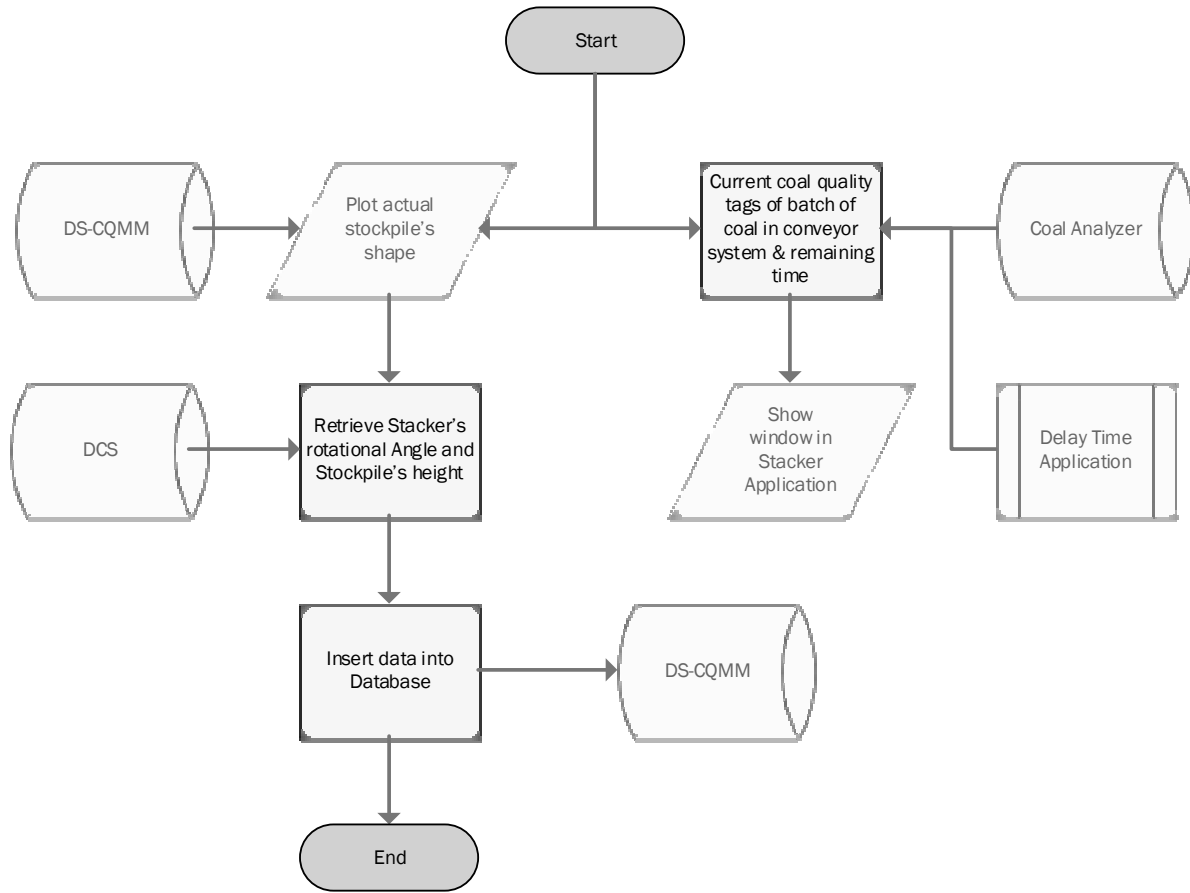 Start
DS-CQMM
Plot actual
stockpile's
shape
Current coal quality
tags of batch of
coal in conveyor
system & remaining
time
Coal Analyzer
DCS
Retrieve Stacker's
rotational Angle and
Stockpile's height
Show
window in
Stacker
Application
Delay Time
Application
Insert data into
Database
DS-CQMM
End